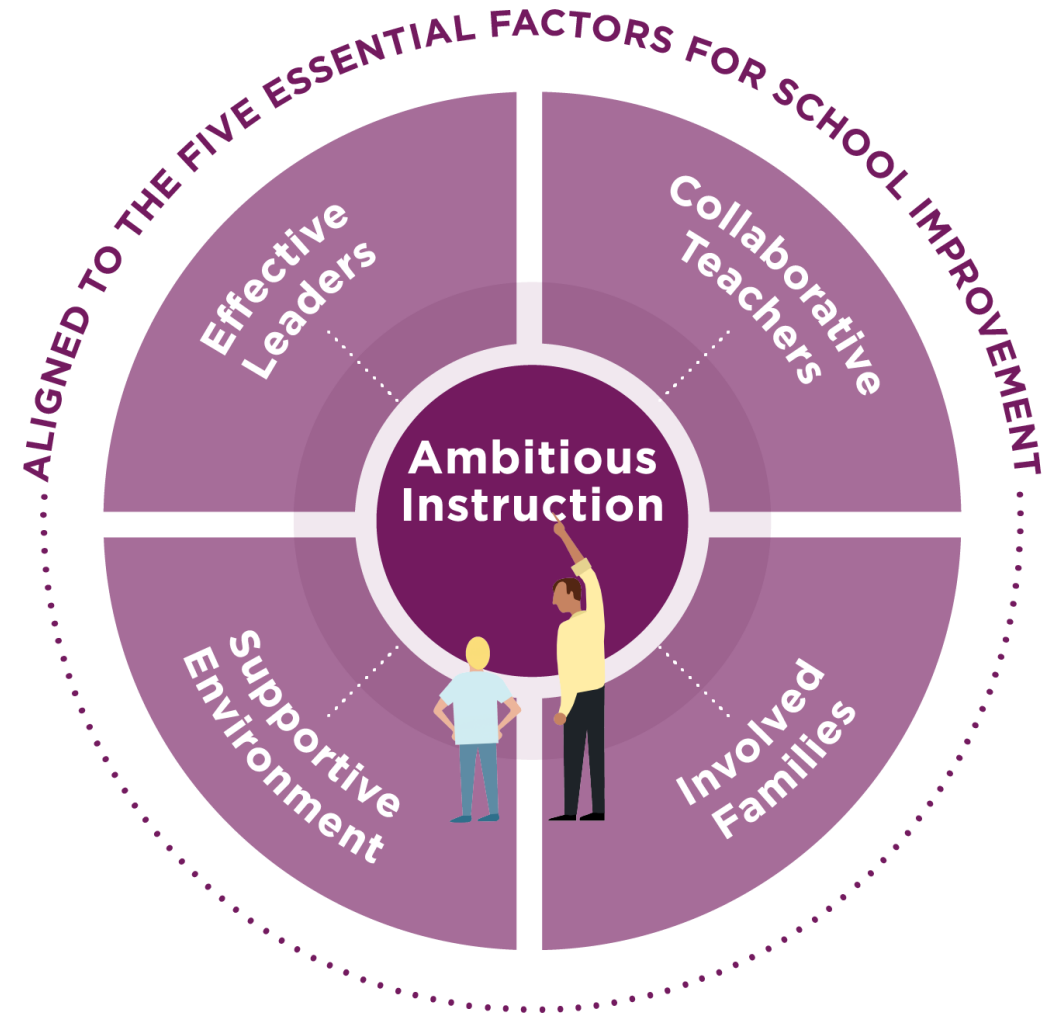 ALIGNED TO THE FIVE ESSENTIAL FACTORS FOR SCHOOL IMPROVEMENT
Effective
Leaders
Collaborative
Teachers
Ambitious
Instruction
Supportive
Environment
Involved
Families